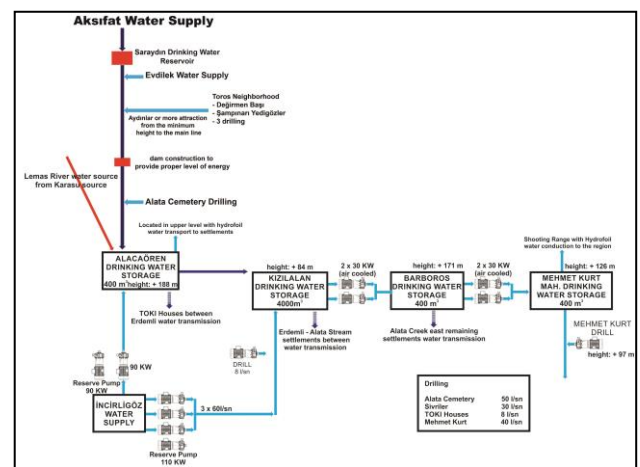 Aksıfat Water Supply
Saraydın Drinking Water
Reservoir
Evdilek Water Supply
Toros Neighborhood
- Değirmen Başı
- Şampınarı Yedigözler
- 3 drilling
Aydınlar or more attraction
from the minimum
height to the main line
dam construction to
provide proper level of energy
Lemas River water source
from Karasu source
Alata Cemetery Drilling
Located in upper level with hydrofoil
water transport to settlements
ALACAÖREN
DRINKING WATER
STORAGE
400 m³height: + 188 m
TOKI Houses between
Erdemli water transmission
height: + 84 m
KIZILALAN
DRINKING WATER
STORAGE
4000m³
2 x 30 KW
(air cooled)
Erdemli - Alata Stream
settlements between
water transmission
height: + 171 m
BARBOROS
DRINKING WATER
STORAGE
400 m³
2 x 30 KW
(air cooled)
Alata Creek east remaining
settlements water transmission
Shooting Range with Hydrofoil
water conduction to the region
height: + 126 m
MEHMET KURT
MAH. DRINKING
WATER STORAGE
400 m³
MEHMET KURT
DRILL
height: + 97 m
90 KW
Reserve Pump
90 KW
DRILL
8 l/sn
İNCİRLİGÖZ
WATER
SUPPLY
3 x 60l/sn
Reserve Pump
110 KW
Drilling
Alata Cemetery 50 l/sn
Sivriler 30 l/sn
TOKI Houses 8 l/sn
Mehmet Kurt 40 l/sn